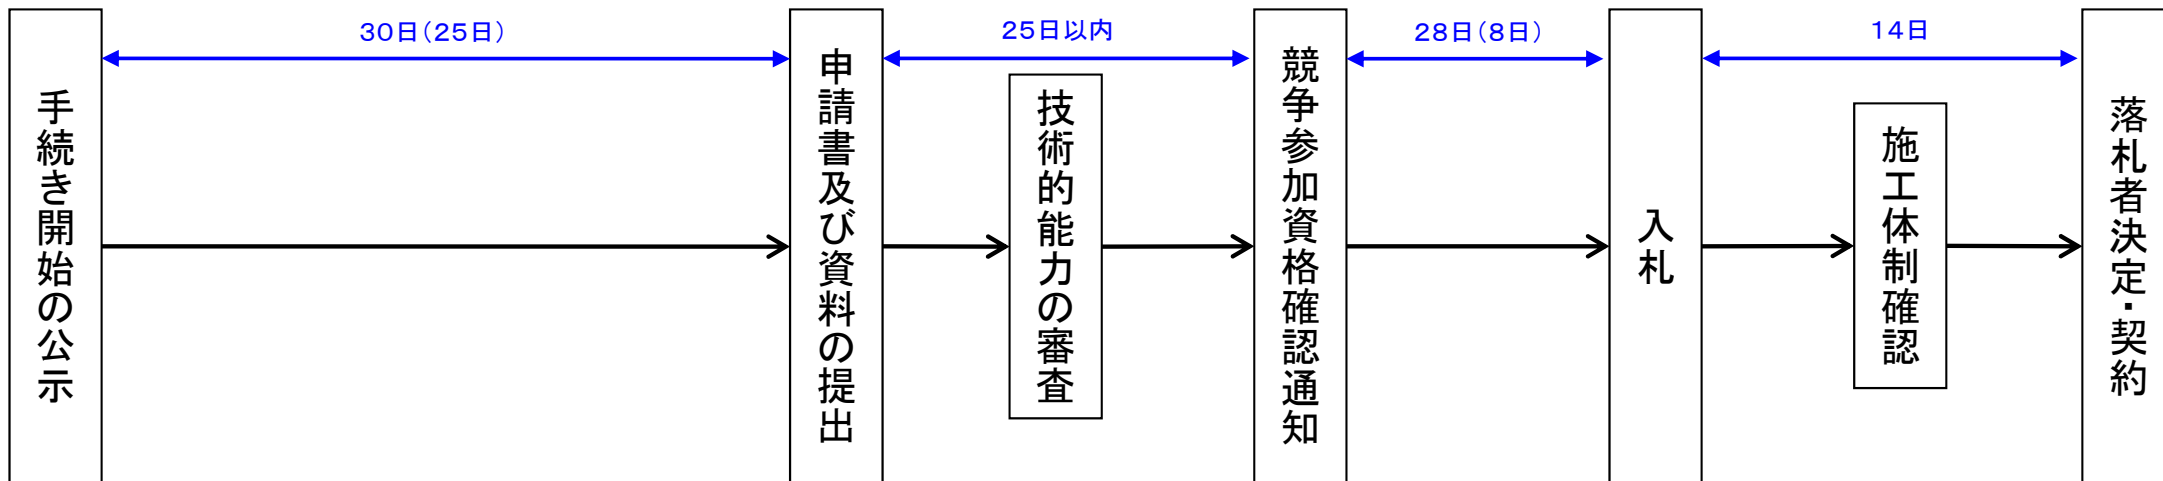 30日(25日)
25日以内
28日(8日)
14日
手続き開始の公示
申請書及び資料の提出
技術的能力の審査
競争参加資格確認通知
入札
施工体制確認
落札者決定・契約